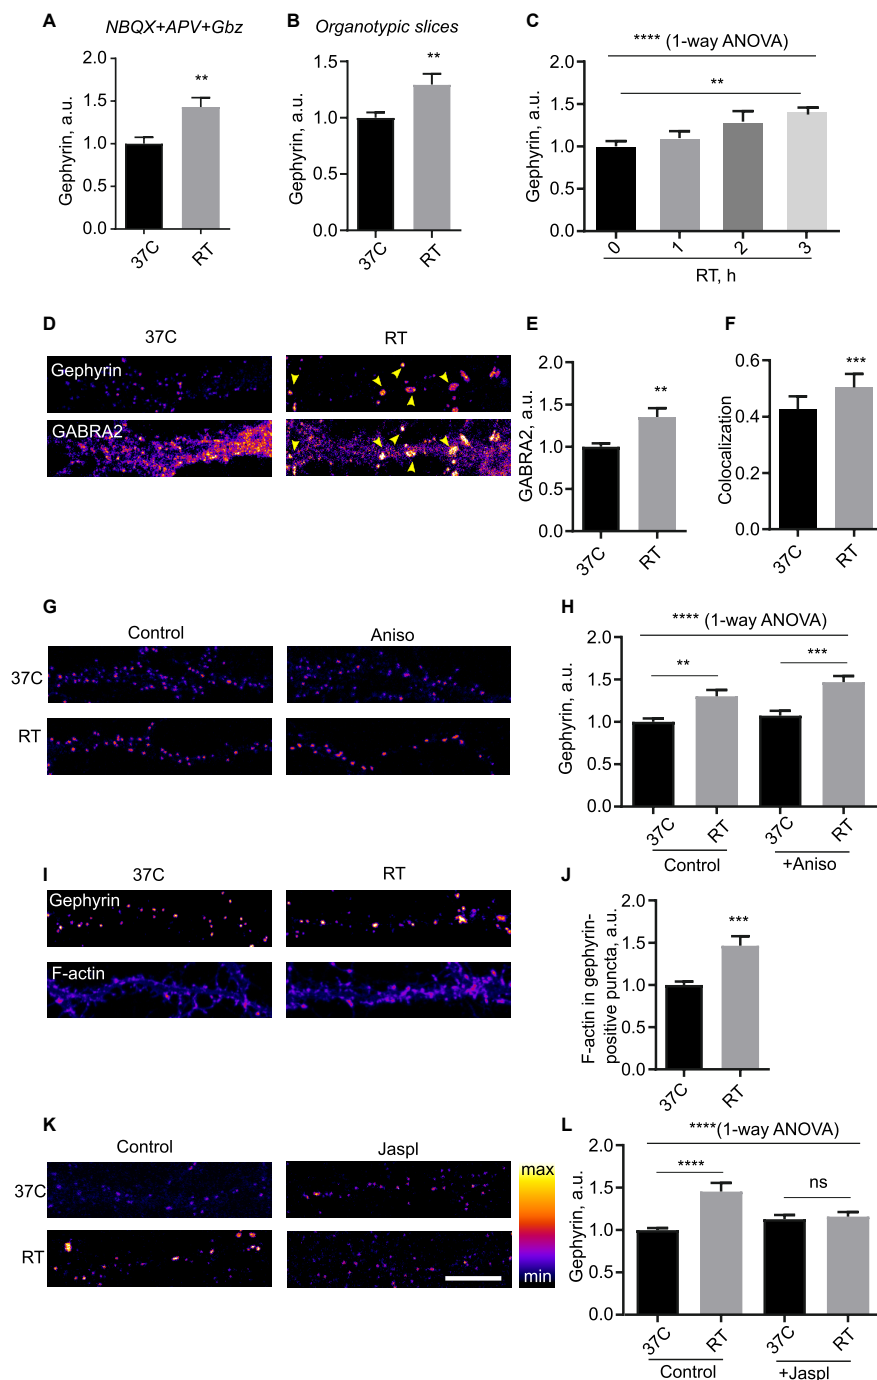 A
NBQX+APV+Gbz
Gephyrin, a.u.
2.0
1.5
1.0
0.5
0.0
**
37C
RT
B
Organotypic slices
Gephyrin, a.u.
1.5
1.0
0.5
0.0
**
37C
RT
C
**** (1-way ANOVA)
**
Gephyrin, a.u.
2.0
1.5
1.0
0.5
0.0
0
1
2
3
RT, h
D
37C
RT
Gephyrin
GABRA2
E
GABRA2, a.u.
2.0
1.5
1.0
0.5
0.0
**
37C
RT
F
Colocalization
0.6
0.4
0.2
0.0
***
37C
RT
G
Control
Aniso
37C
RT
H
**** (1-way ANOVA)
**
***
Gephyrin, a.u.
2.0
1.5
1.0
0.5
0.0
37C
RT
37C
RT
Control
+Aniso
I
37C
RT
Gephyrin
F-actin
J
F-actin in gephyrin-
positive puncta, a.u.
2.0
1.5
1.0
0.5
0.0
***
37C
RT
K
Control
Jaspl
37C
RT
max
min
L
****(1-way ANOVA)
****
ns
Gephyrin, a.u.
2.0
1.5
1.0
0.5
0.0
37C
RT
37C
RT
Control
+Jaspl